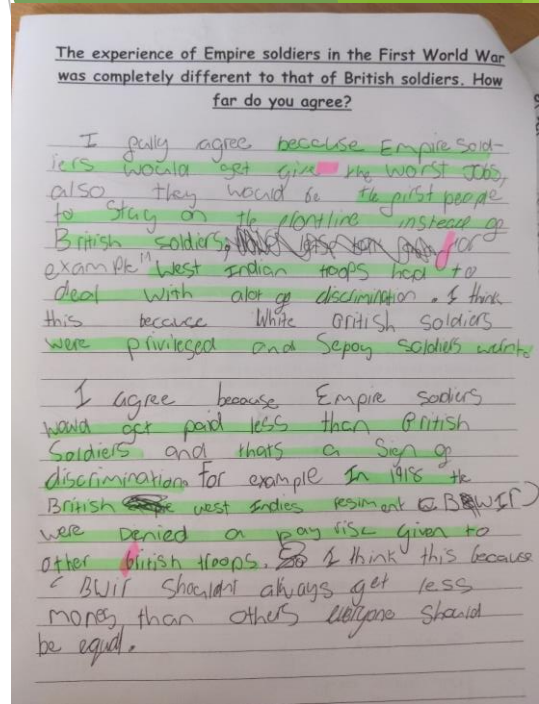 The experience of Empire soldiers in the First World War
was completely different to that of British soldiers. How
far do you agree?
I fully agree because Empire sold-
iers would get give the worst Jobs,
also they would be the first people
to Stay on the frontline instead of
British soldiers, for
example " West Indian troops had to
deal with alot of discrimination. I think
this because White British soldiers
were privileged and Sepoy soldiers wernte
I agree because Empire soldiers
would get paid less than British
Soldiers and thats a Sign of
discrimination. for example In 1918 the
British west Indies regiment (BWIR)
were Denied a pay rise given to
other british troops. I think this because
BWIR Shouldnt always get less
money than others everyone should
be equal.